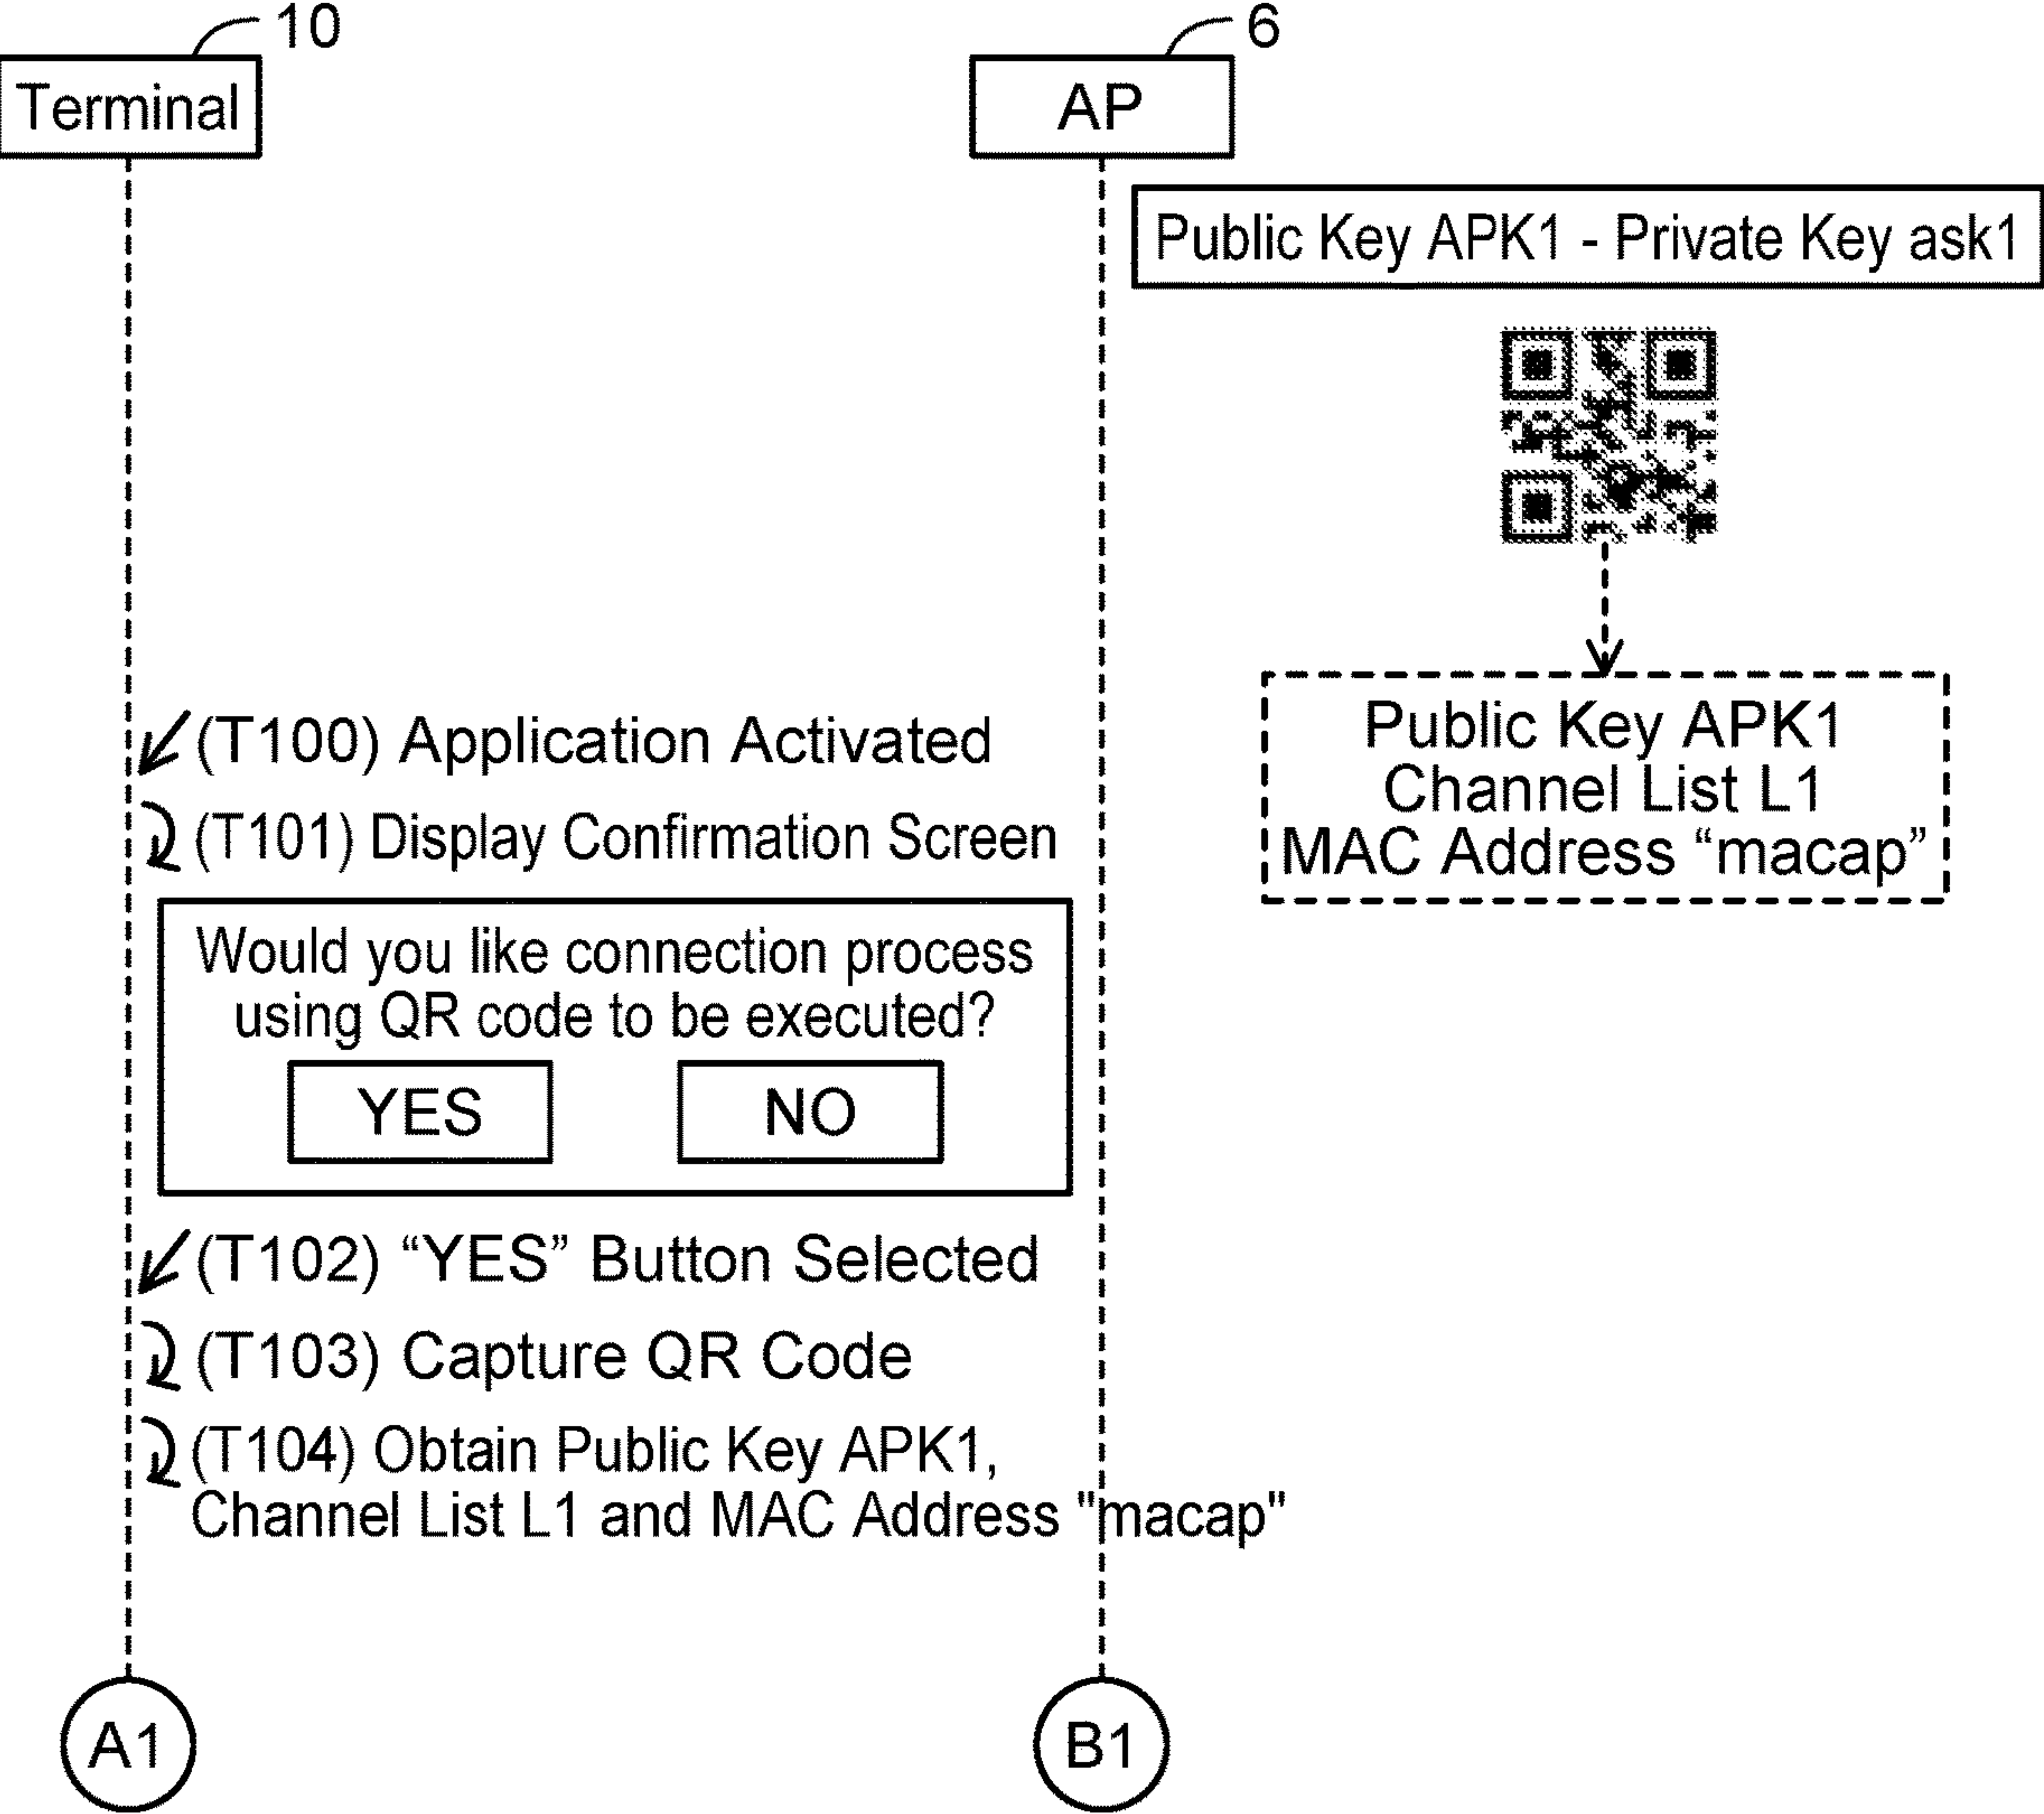 10
6
Terminal
AP
Public Key APK1 - Private Key ask1
(T100) Application Activated
Public Key APK1
Channel List L1
MAC Address “macap”
(T101) Display Confirmation Screen
Would you like connection process
using QR code to be executed?
YES
NO
(T102) “YES” Button Selected
(T103) Capture QR Code
(T104) Obtain Public Key APK1,
Channel List L1 and MAC Address "macap"
A1
B1